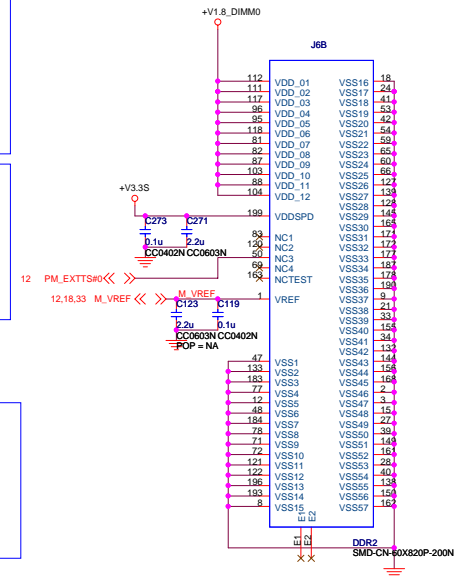 +V1.8_DIMM0
J6B
112 VDD_01 VSS16 18
111 VDD_02 VSS17 24
117 VDD_03 VSS18 41
96 VDD_04 VSS19 53
95 VDD_05 VSS20 42
118 VDD_06 VSS21 54
81 VDD_07 VSS22 59
82 VDD_08 VSS23 65
87 VDD_09 VSS24 60
103 VDD_10 VSS25 66
88 VDD_11 VSS26 127
104 VDD_12 VSS27 139
VSS28 128
+V3.3S
199 VDDSPD VSS29 145
VSS30 165
C273 C271
0.1u 2.2u
CC0402N CC0603N
83 NC1 VSS31 171
120 NC2 VSS32 172
50 NC3 VSS33 177
69 NC4 VSS34 187
163 NCTEST VSS35 178
VSS36 190
12 PM_EXTTS#0
12,18,33 M_VREF M_VREF
1 VREF VSS37 9
VSS38 21
VSS39 33
VSS40 155
VSS41 34
VSS42 132
C123 C119
2.2u 0.1u
CC0603N CC0402N
POP = NA
47 VSS1 VSS43 144
133 VSS2 VSS44 156
183 VSS3 VSS45 168
77 VSS4 VSS46 2
12 VSS5 VSS47 3
48 VSS6 VSS48 15
184 VSS7 VSS49 27
78 VSS8 VSS50 39
71 VSS9 VSS51 149
72 VSS10 VSS52 161
121 VSS11 VSS53 28
122 VSS12 VSS54 40
196 VSS13 VSS55 138
193 VSS14 VSS56 150
8 VSS15 VSS57 162
E1 E2
E1 E2
DDR2
SMD-CN-60X820P-200N